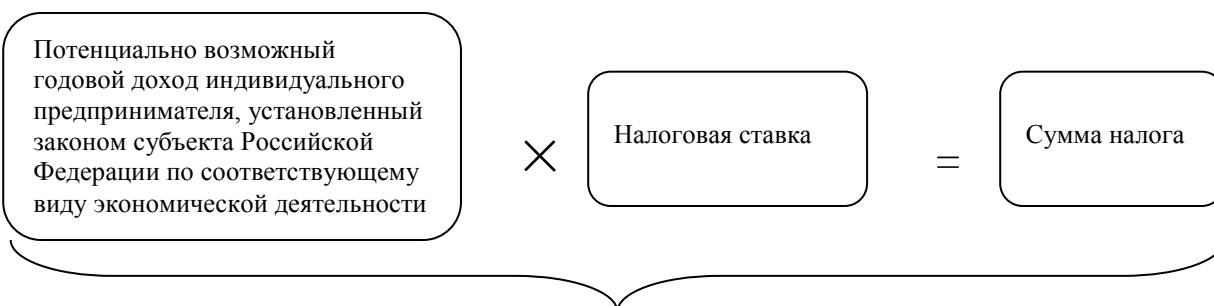 Потенциально возможный
годовой доход индивидуального
предпринимателя, установленный
законом субъекта Российской
Федерации по соответствующему
виду экономической деятельности
×
Налоговая ставка
=
Сумма налога